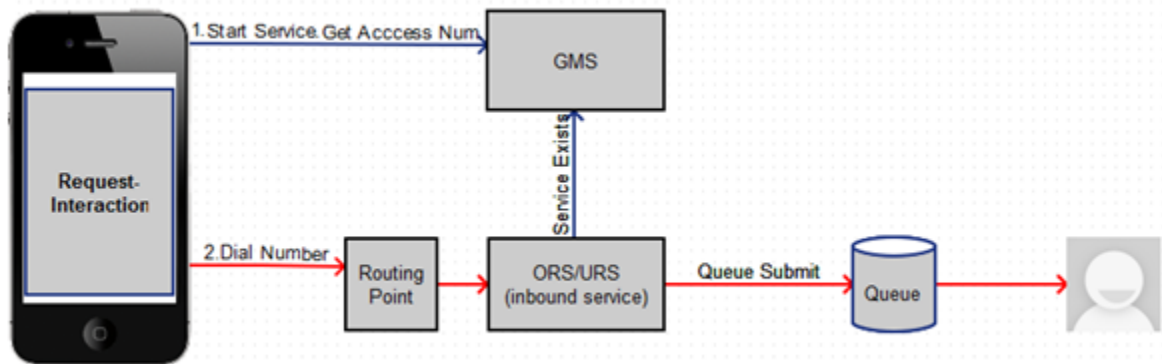 1.Start Service.Get Acccess Num
GMS
Service Exists
Request-
Interaction
2.Dial Number
Routing
Point
ORS/URS
(inbound service)
Queue Submit
Queue